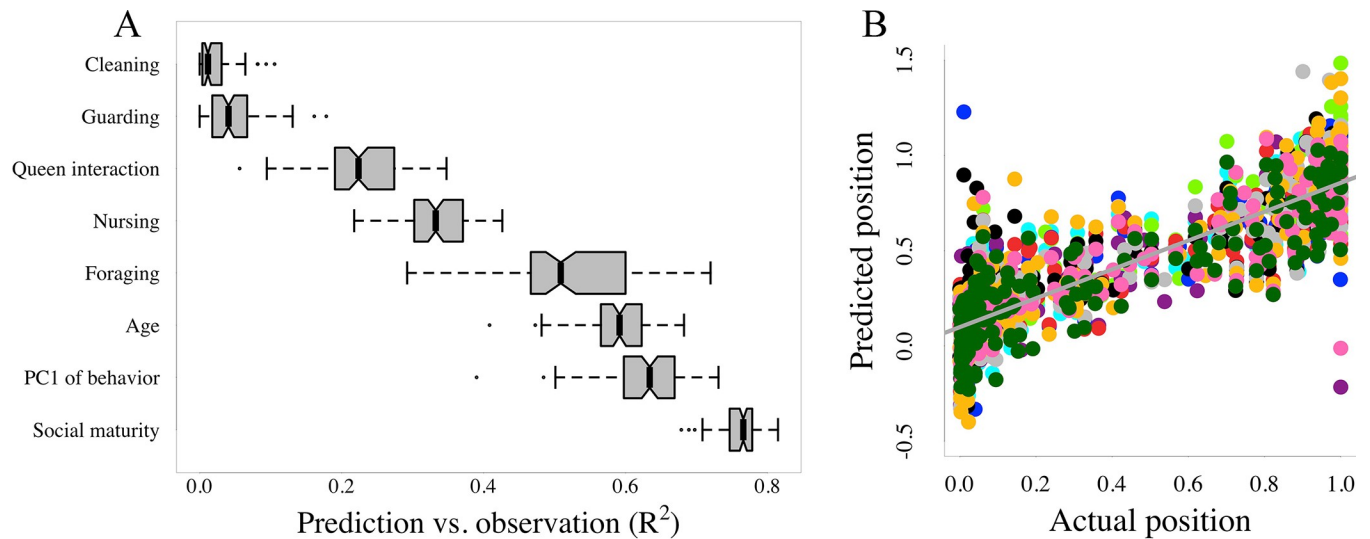 A
Cleaning
Guarding
Queen interaction
Nursing
Foraging
Age
PC1 of behavior
Social maturity
0.0 0.2 0.4 0.6 0.8
Prediction vs. observation (R²)
B
1.5
1.0
0.5
0.0
-0.5
Predicted position
0.0 0.2 0.4 0.6 0.8 1.0
Actual position